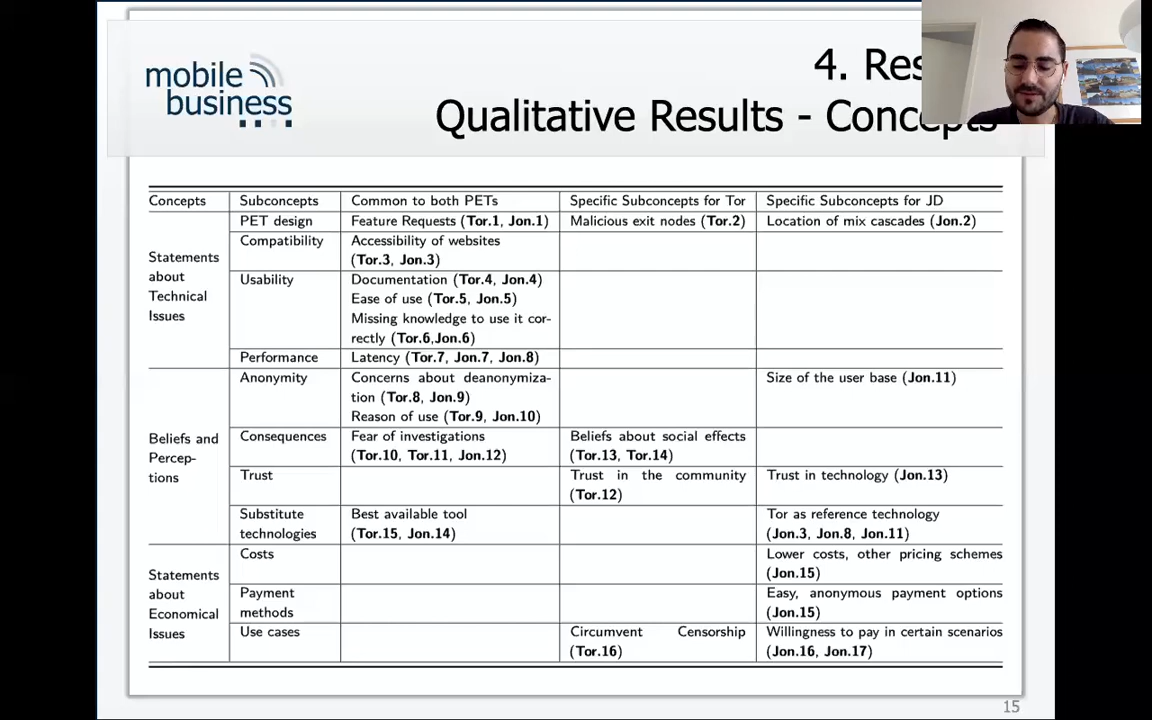 mobile
business
4. Res
Qualitative Results - Concepts
Concepts Subconcepts Common to both PETs Specific Subconcepts for Tor Specific Subconcepts for JD
Statements about Technical Issues
PET design Feature Requests (Tor.1, Jon.1) Malicious exit nodes (Tor.2) Location of mix cascades (Jon.2)
Compatibility Accessibility of websites
(Tor.3, Jon.3)
Usability Documentation (Tor.4, Jon.4)
Ease of use (Tor.5, Jon.5)
Missing knowledge to use it cor-
rectly (Tor.6,Jon.6)
Performance Latency (Tor.7, Jon.7, Jon.8)
Beliefs and Percep-
tions
Anonymity Concerns about deanonymiza- Size of the user base (Jon.11)
tion (Tor.8, Jon.9)
Reason of use (Tor.9, Jon.10)
Consequences Fear of investigations Beliefs about social effects
(Tor.10, Tor.11, Jon.12) (Tor.13, Tor.14)
Trust Trust in the community Trust in technology (Jon.13)
(Tor.12)
Substitute Best available tool Tor as reference technology
technologies (Tor.15, Jon.14) (Jon.3, Jon.8, Jon.11)
Statements about Economical Issues
Costs Lower costs, other pricing schemes
(Jon.15)
Payment Easy, anonymous payment options
methods (Jon.15)
Use cases Circumvent Censorship Willingness to pay in certain scenarios
(Tor.16) (Jon.16, Jon.17)
15